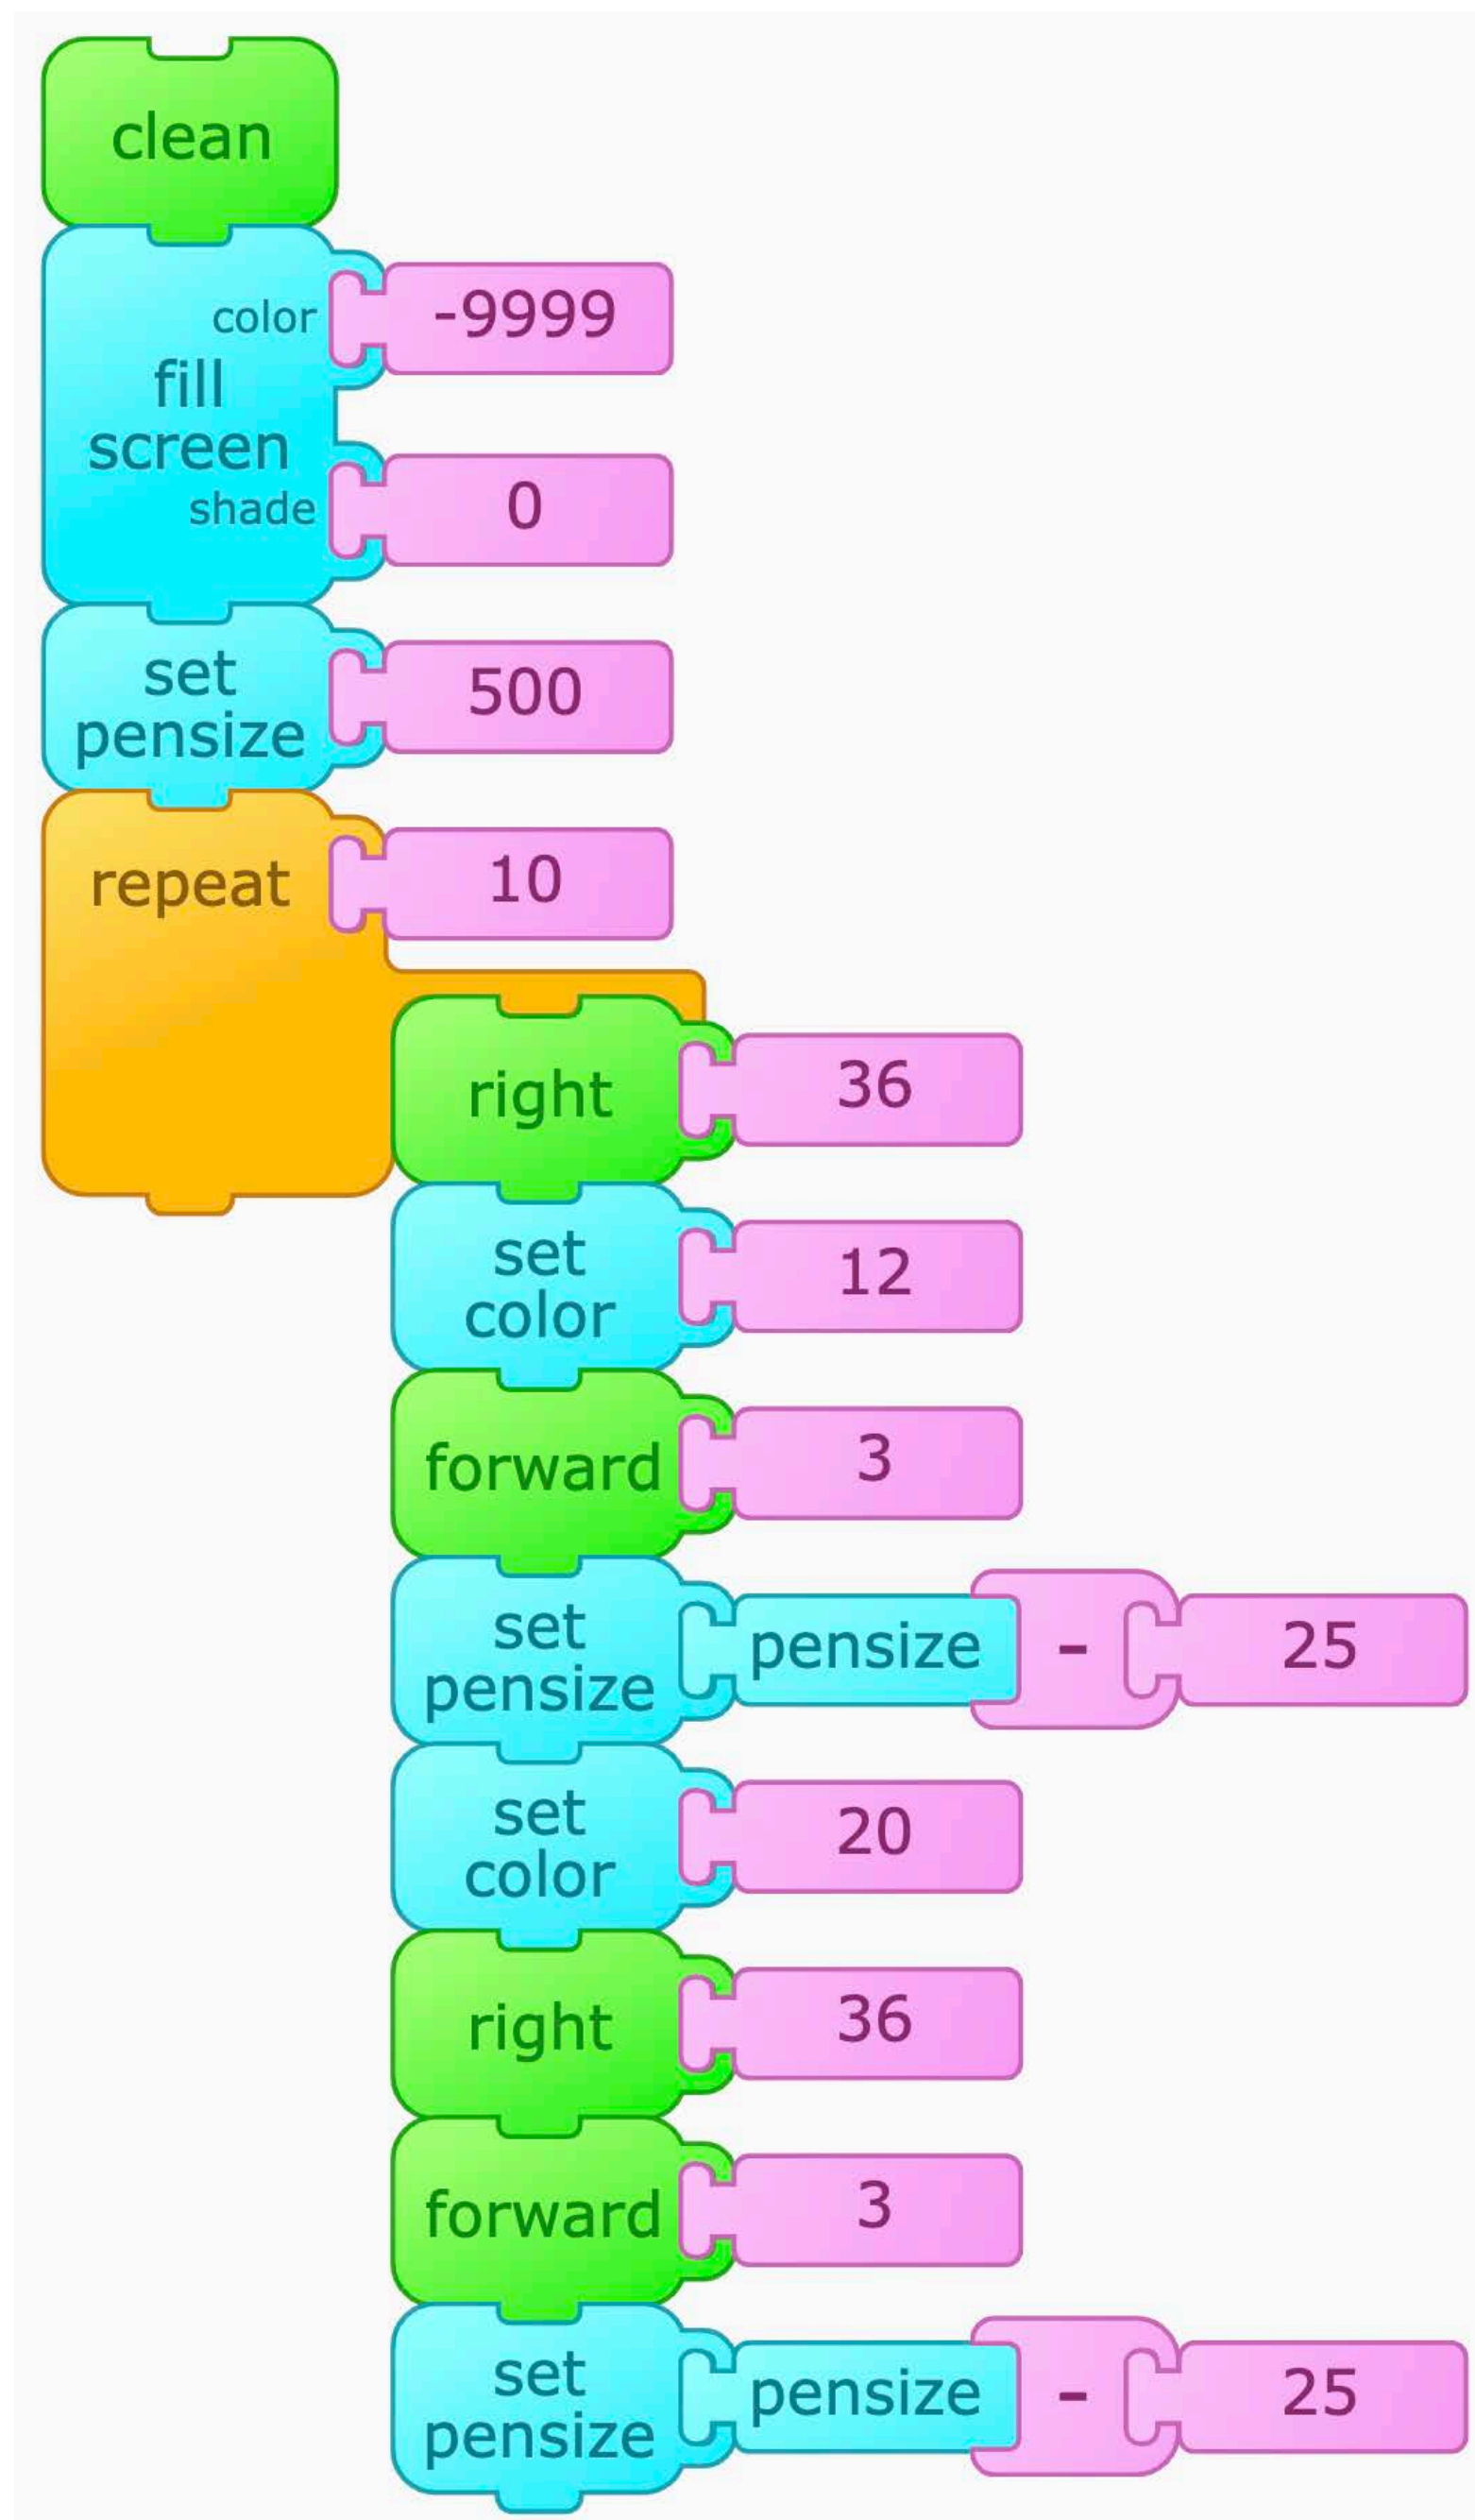 clean
color
-9999
fill
screen
shade
0
set
pensize
500
repeat
10
right
36
set
color
12
forward
3
set
pensize
pensize - 25
set
color
20
right
36
forward
3
set
pensize
pensize - 25